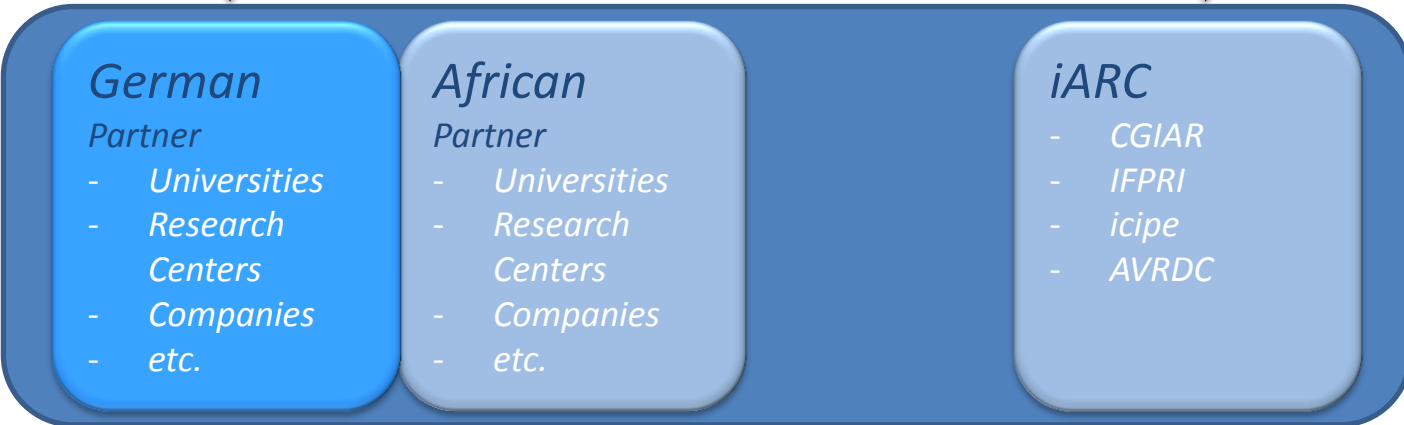 German
Partner
- Universities
- Research
Centers
- Companies
- etc.
African
Partner
- Universities
- Research
Centers
- Companies
- etc.
iARC
- CGIAR
- IFPRI
- icipe
- AVRDC